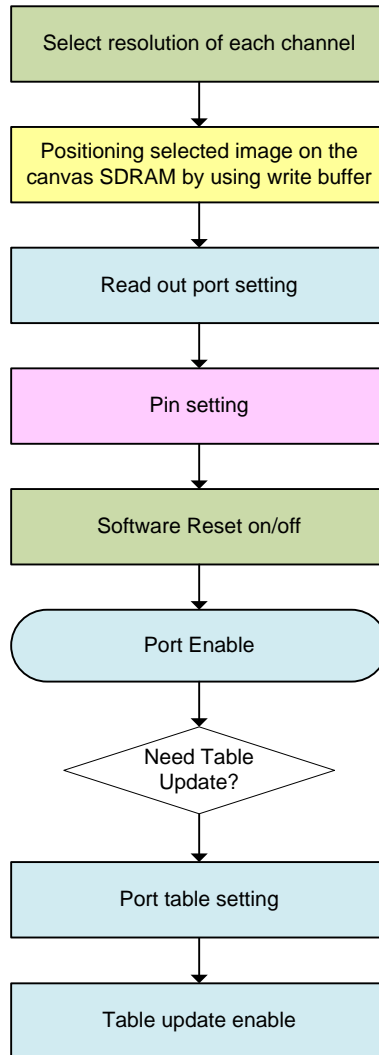 Select resolution of each channel
Positioning selected image on the
canvas SDRAM by using write buffer
Read out port setting
Pin setting
Software Reset on/off
Port Enable
Need Table
Update?
Port table setting
Table update enable